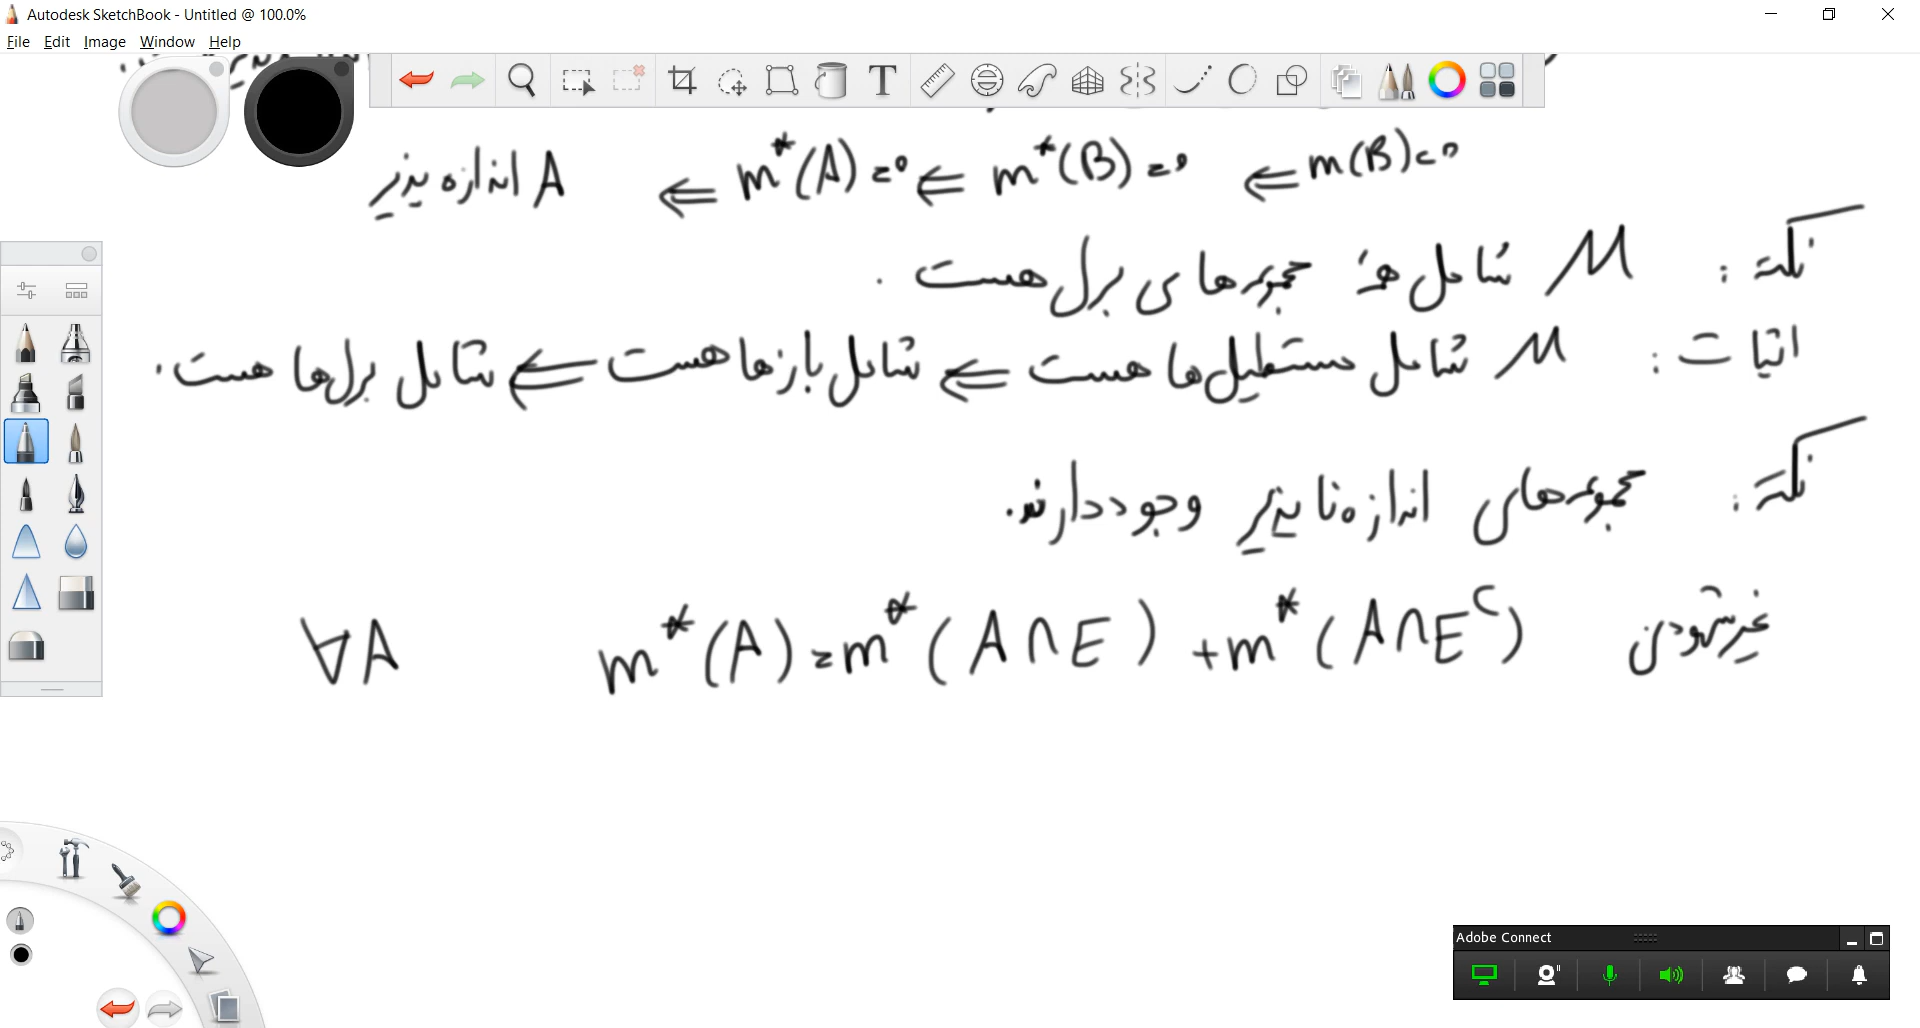 Autodesk SketchBook - Untitled @ 100.0%
File Edit Image Window Help
m(B)=0 ⇐ m*(B)=0 ⇐ m*(A)=0 ⇐ A اندازه پذیر
نکته: M شامل همهٔ مجموعه‌های برل هست.
اثبات: M شامل مستطیل‌ها هست ⇐ شامل بازها هست ⇐ شامل برل‌ها هست.
نکته: مجموعه‌های اندازه‌ناپذیر وجود دارند.
∀A m*(A)=m*(A∩E)+m*(A∩Eᶜ)
Adobe Connect